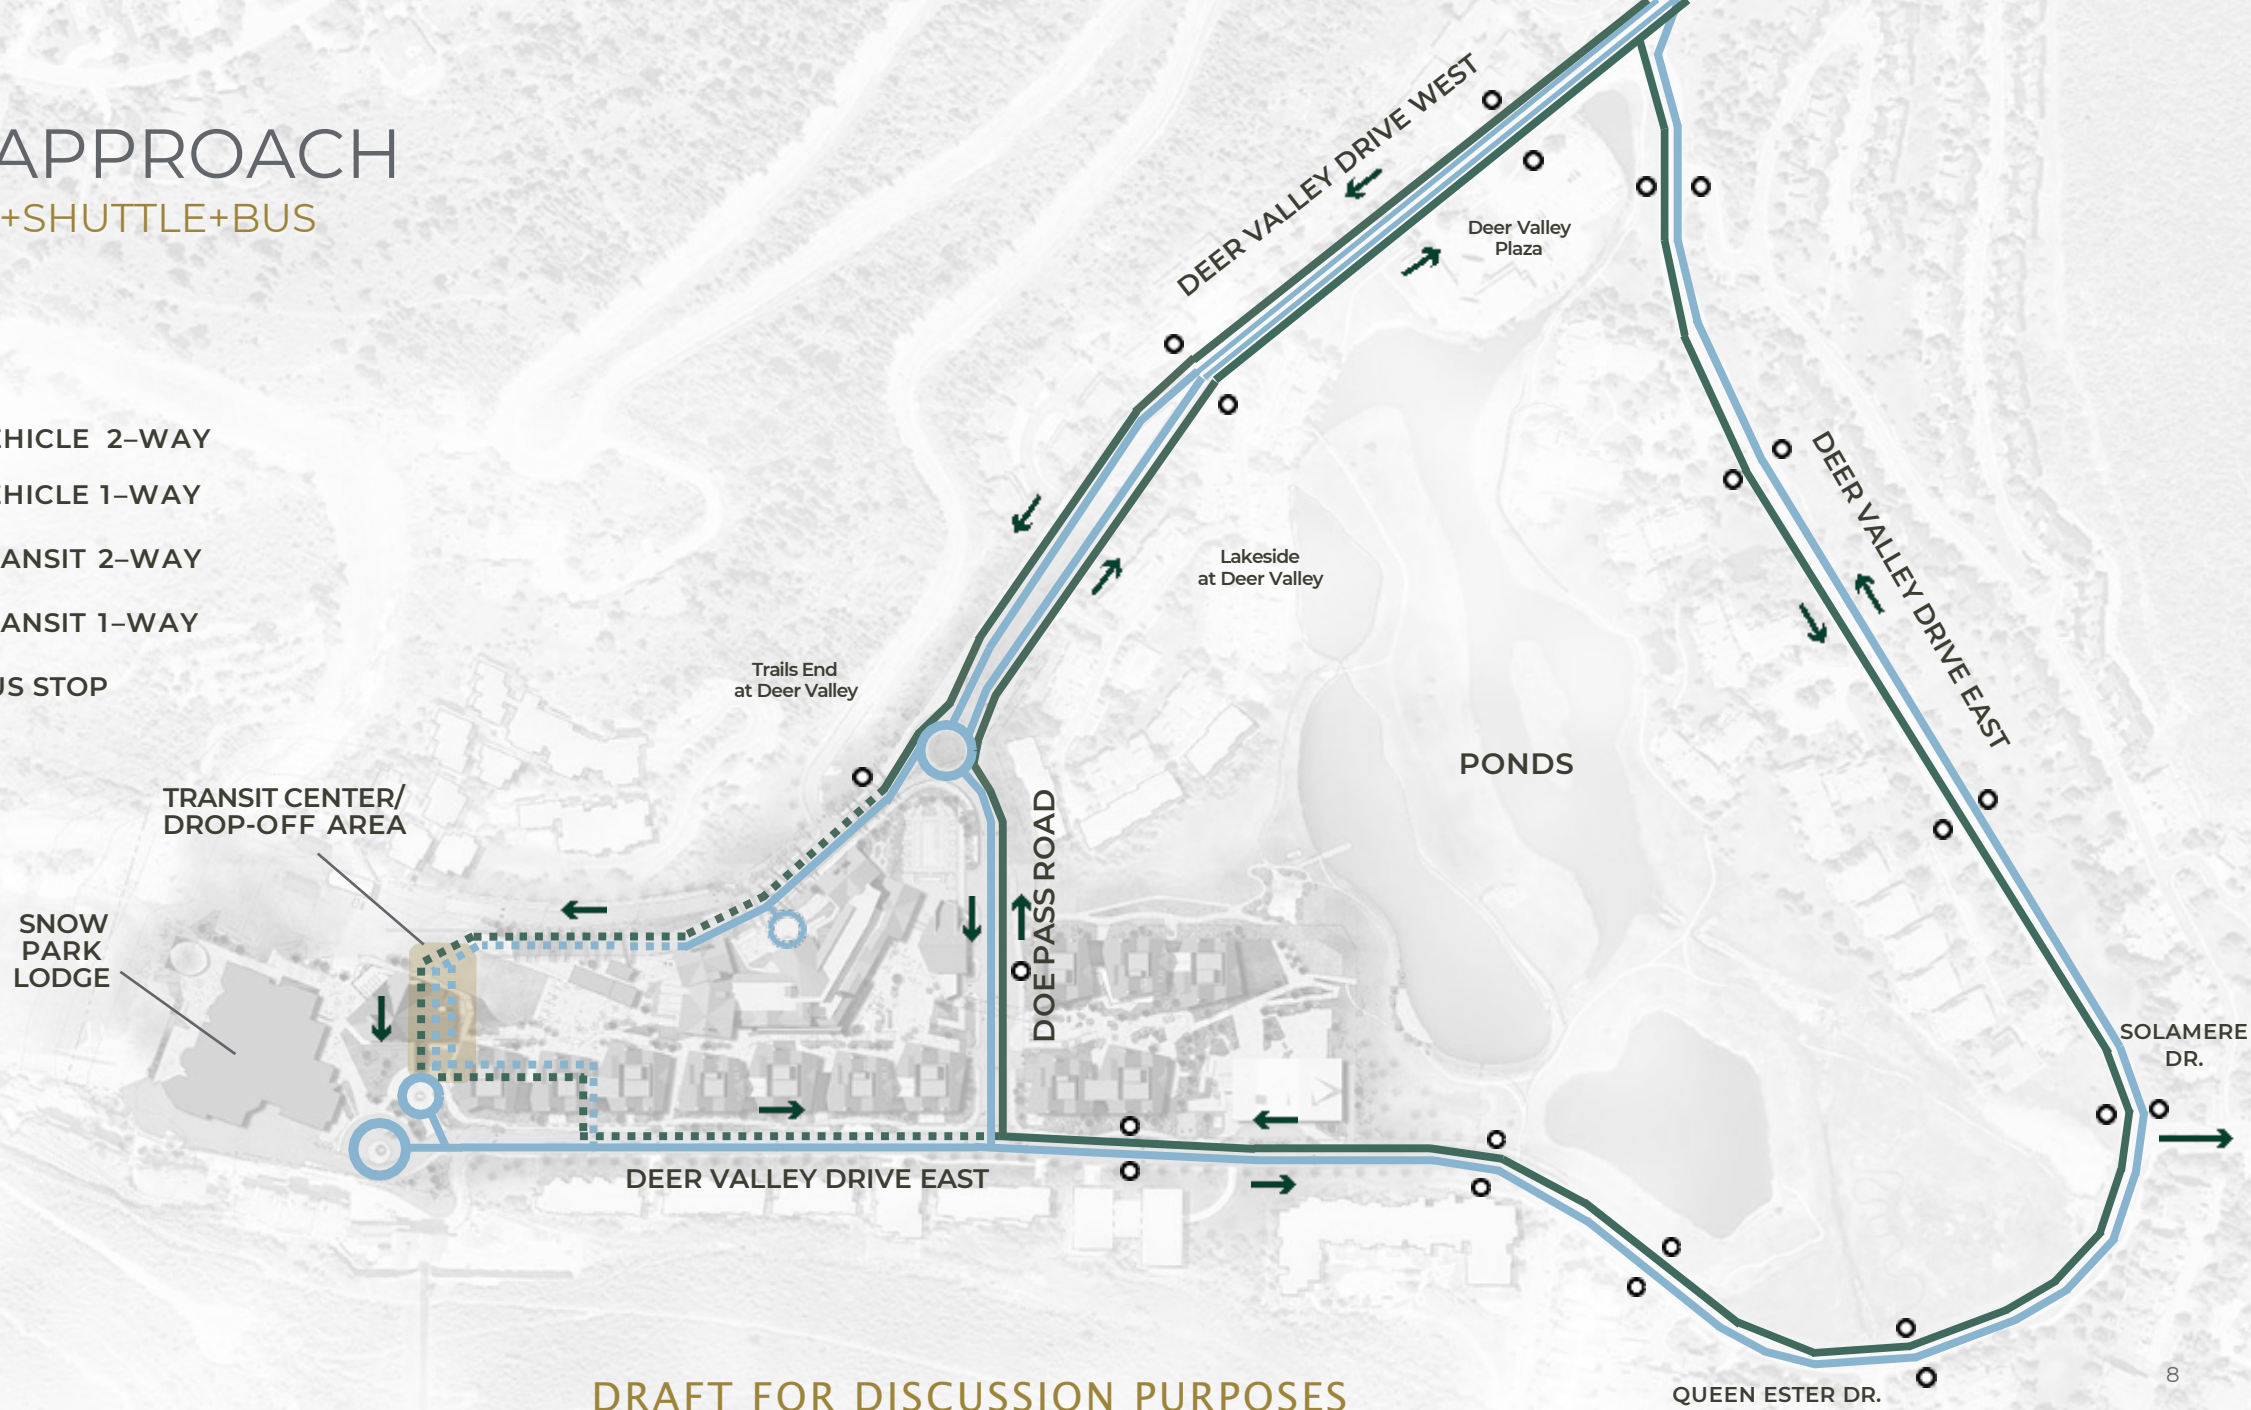 APPROACH
+SHUTTLE+BUS
EHICLE 2–WAY
EHICLE 1–WAY
ANSIT 2–WAY
ANSIT 1–WAY
US STOP
DEER VALLEY DRIVE WEST
Deer Valley
Plaza
Lakeside
at Deer Valley
Trails End
at Deer Valley
PONDS
DEER VALLEY DRIVE EAST
TRANSIT CENTER/
DROP-OFF AREA
SNOW
PARK
LODGE
DOE PASS ROAD
SOLAMERE
DR.
DEER VALLEY DRIVE EAST
QUEEN ESTER DR.
8
DRAFT FOR DISCUSSION PURPOSES